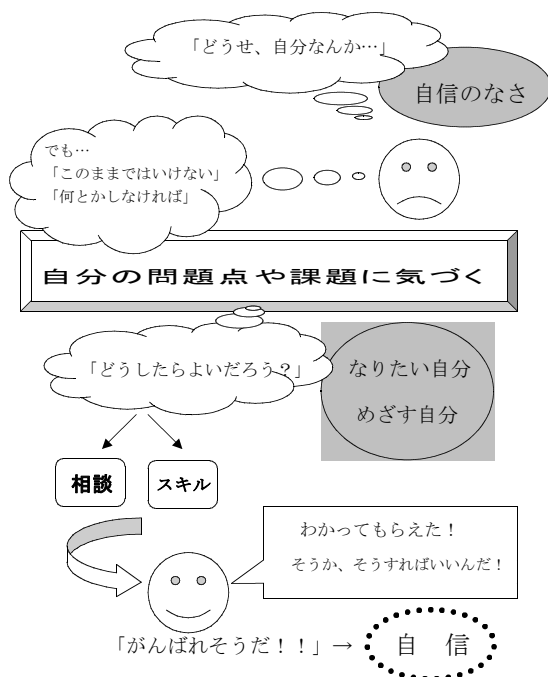 「どうせ、自分なんか…」
自信のなさ
でも…
「このままではいけない」
「何とかしなければ」
自分の問題点や課題に気づく
「どうしたらよいだろう？」
なりたい自分
めざす自分
相談
スキル
わかってもらえた！
そうか、そうすればいいんだ！
「がんばれそうだ！！」→
自　信